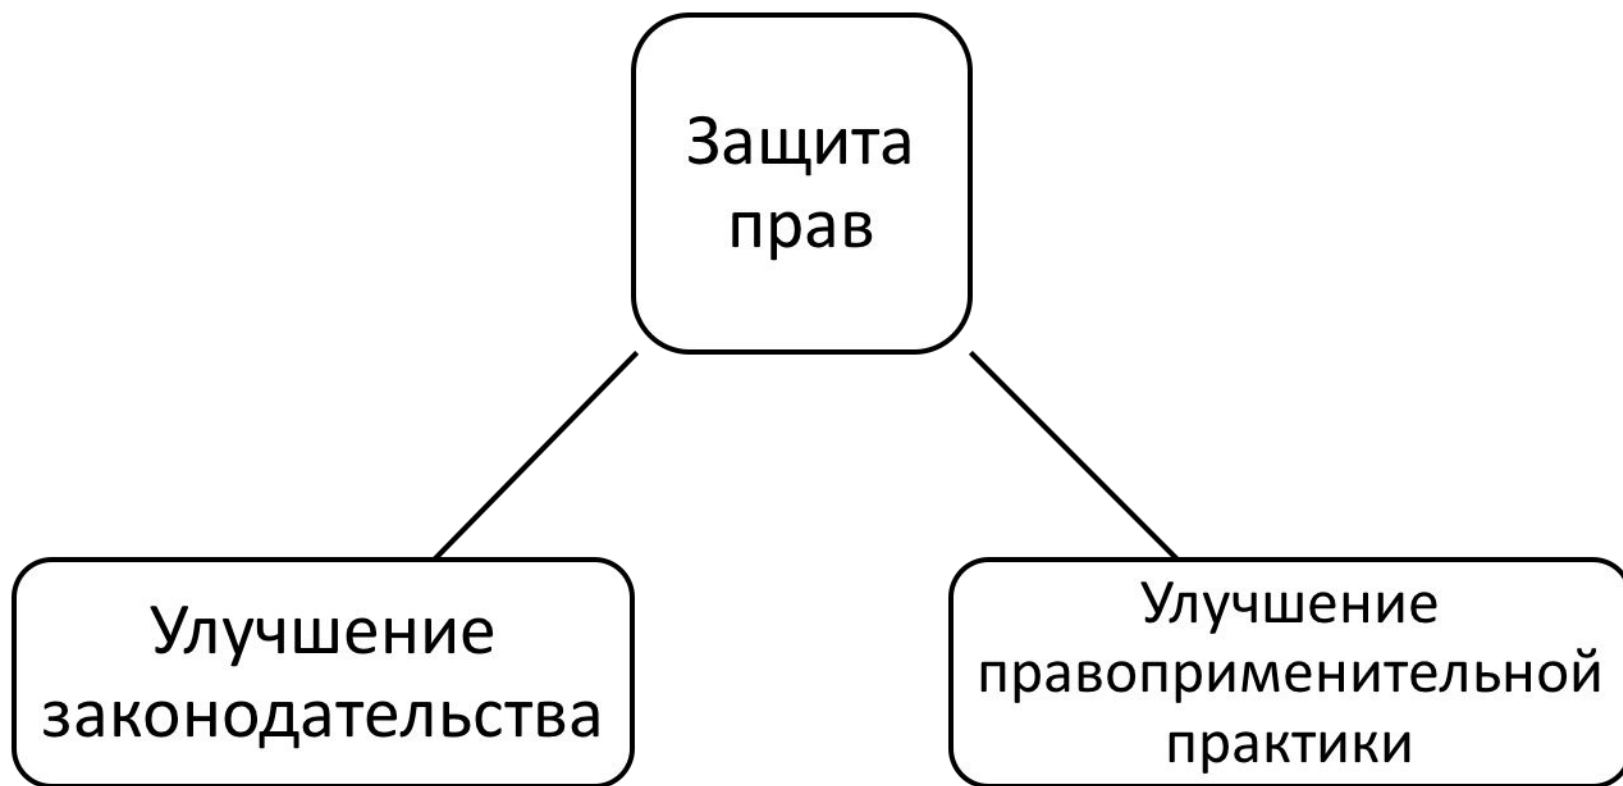 Защита
прав
Улучшение
законодательства
Улучшение
правоприменительной
практики